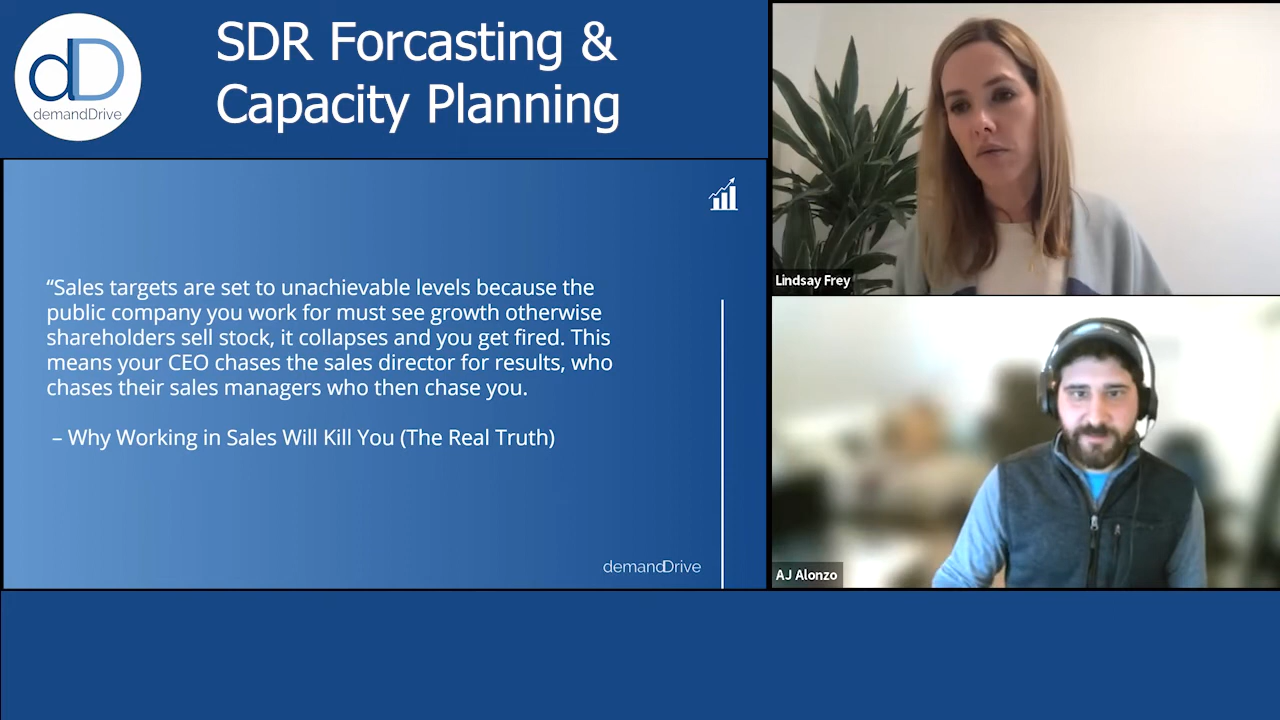 dD
demandDrive
SDR Forcasting &
Capacity Planning
“Sales targets are set to unachievable levels because the
public company you work for must see growth otherwise
shareholders sell stock, it collapses and you get fired. This
means your CEO chases the sales director for results, who
chases their sales managers who then chase you.
– Why Working in Sales Will Kill You (The Real Truth)
demandDrive
Lindsay Frey
AJ Alonzo